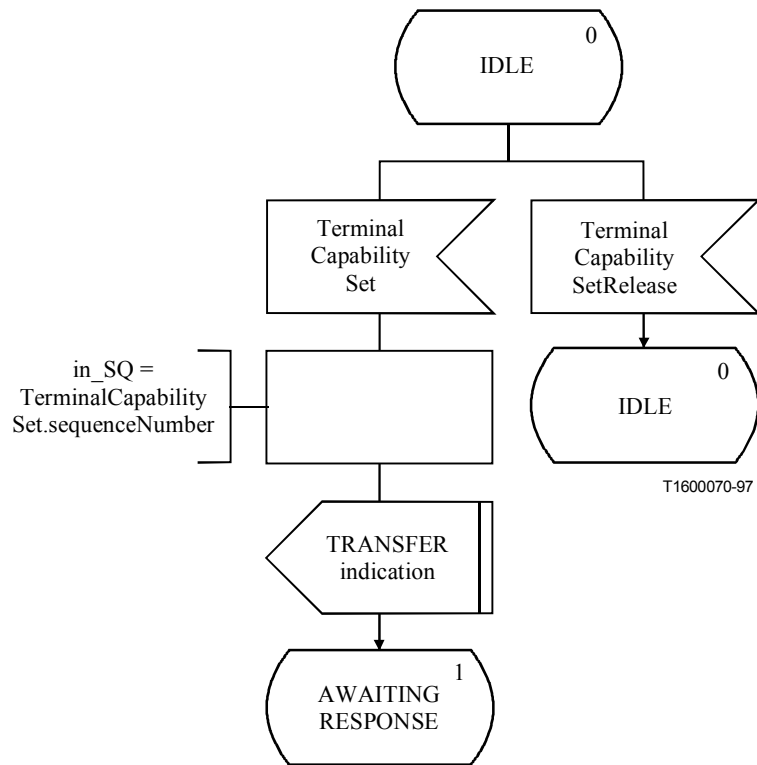 0
IDLE
Terminal
Capability
Set
Terminal
Capability
SetRelease
in_SQ =
TerminalCapability
Set.sequenceNumber
0
IDLE
T1600070-97
TRANSFER
indication
1
AWAITING
RESPONSE